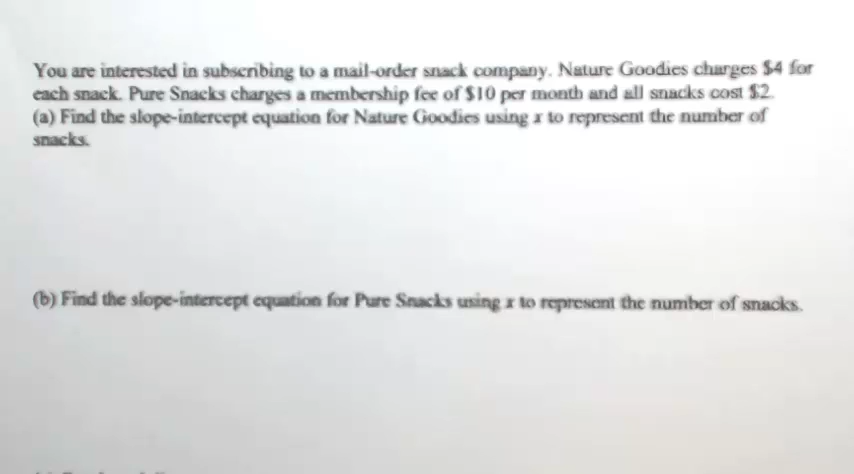 You are interested in subscribing to a mail-order snack company. Nature Goodies charges $4 for
each snack. Pure Snacks charges a membership fee of $10 per month and all snacks cost $2.
(a) Find the slope-intercept equation for Nature Goodies using x to represent the number of
snacks.
(b) Find the slope-intercept equation for Pure Snacks using x to represent the number of snacks.